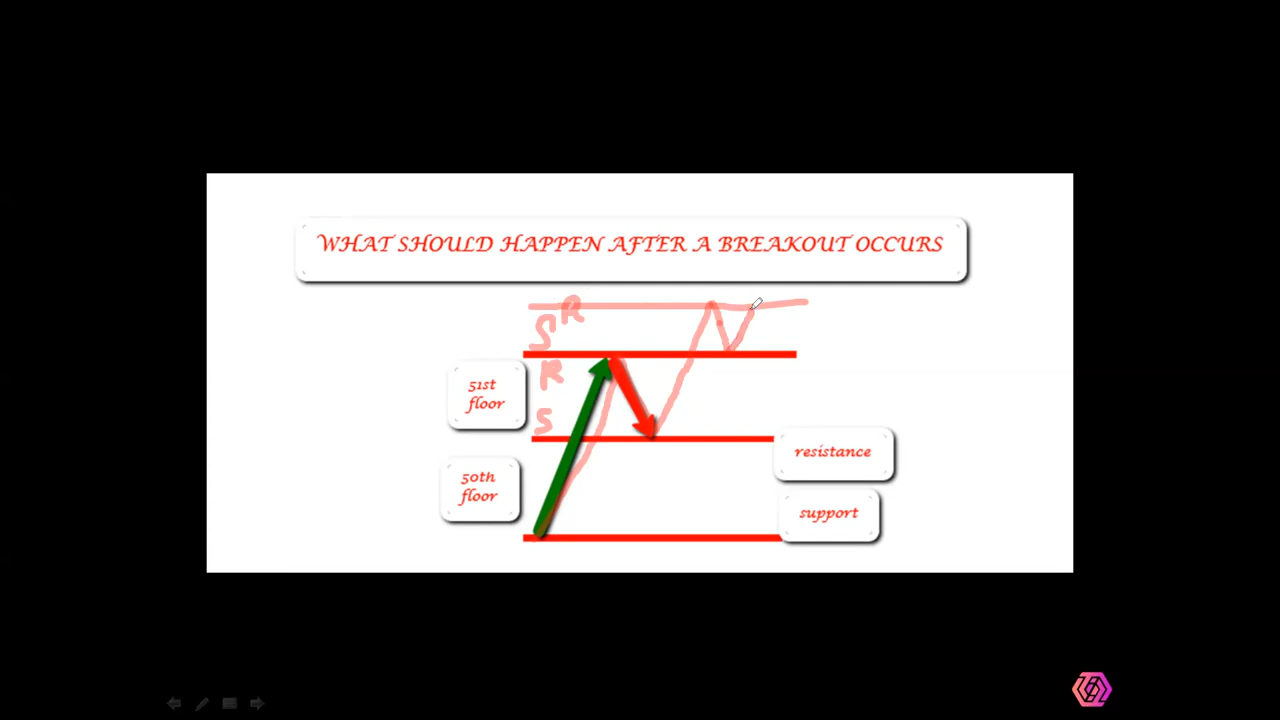 WHAT SHOULD HAPPEN AFTER A BREAKOUT OCCURS
R
S
R
S
51st
floor
50th
floor
resistance
support